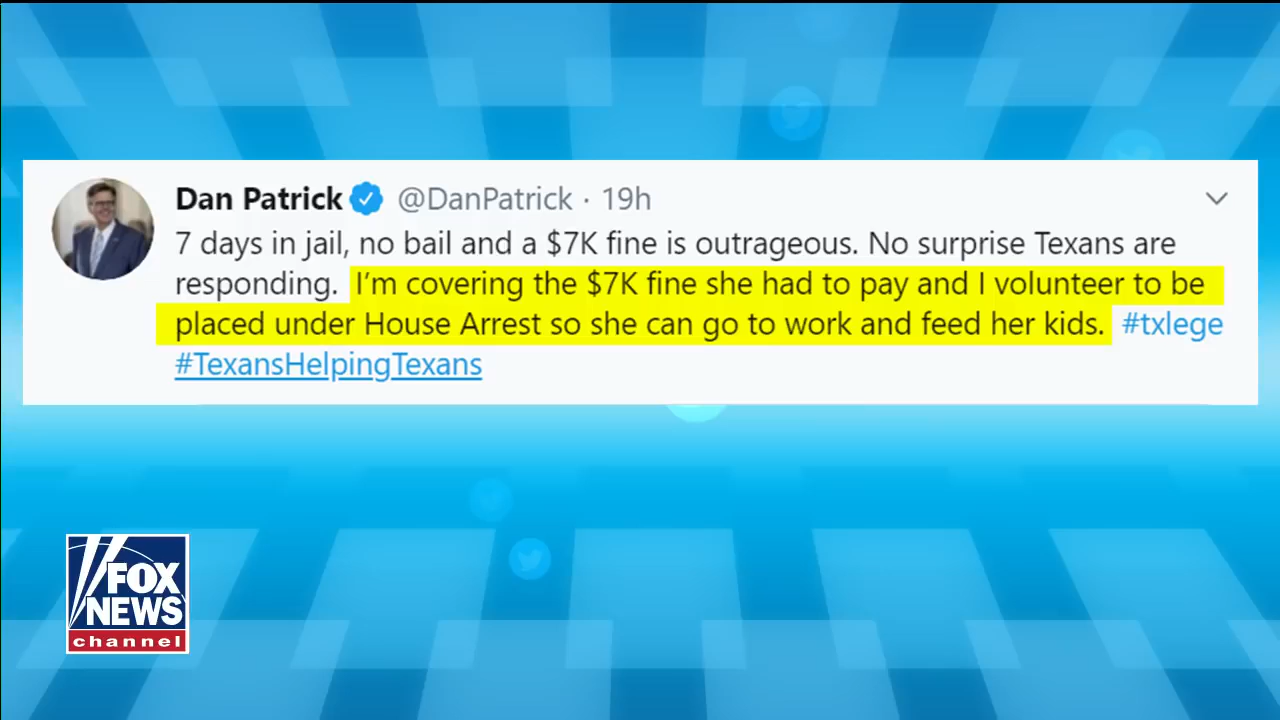 Dan Patrick @DanPatrick · 19h
7 days in jail, no bail and a $7K fine is outrageous. No surprise Texans are
responding. I'm covering the $7K fine she had to pay and I volunteer to be
placed under House Arrest so she can go to work and feed her kids. #txlege
#TexansHelpingTexans
FOX
NEWS
channel